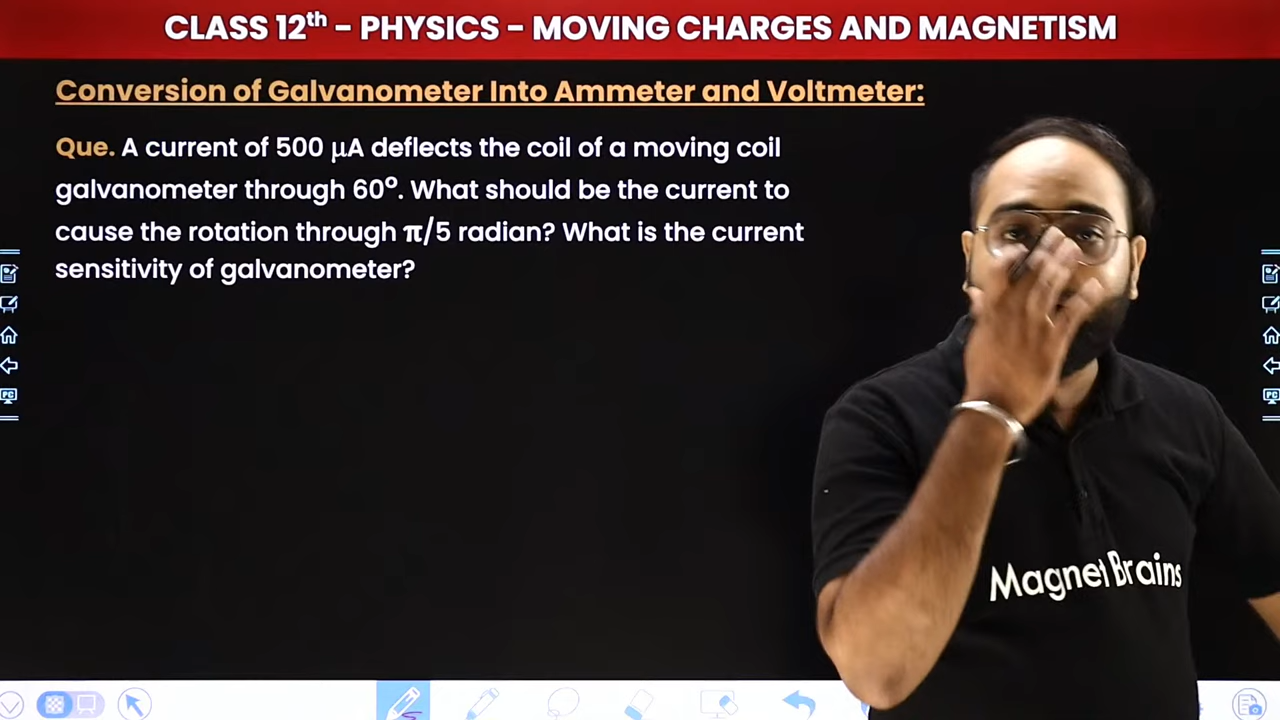 CLASS 12th - PHYSICS - MOVING CHARGES AND MAGNETISM
Conversion of Galvanometer Into Ammeter and Voltmeter:
Que. A current of 500 μA deflects the coil of a moving coil
galvanometer through 60°. What should be the current to
cause the rotation through π/5 radian? What is the current
sensitivity of galvanometer?
Magnet Brains
PC
PC